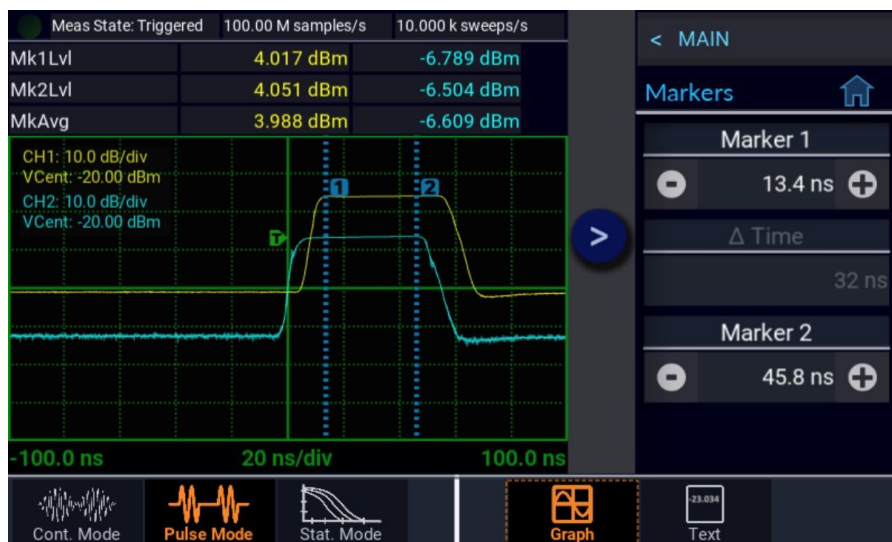 Meas State: Triggered 100.00 M samples/s 10.000 k sweeps/s
Mk1Lvl 4.017 dBm -6.789 dBm
Mk2Lvl 4.051 dBm -6.504 dBm
MkAvg 3.988 dBm -6.609 dBm
CH1: 10.0 dB/div
VCent: -20.00 dBm
CH2: 10.0 dB/div
VCent: -20.00 dBm
1 2
T
-100.0 ns 20 ns/div 100.0 ns
>
< MAIN
Markers
Marker 1
- 13.4 ns +
Δ Time
32 ns
Marker 2
- 45.8 ns +
Cont. Mode Pulse Mode Stat. Mode Graph -23.034 Text